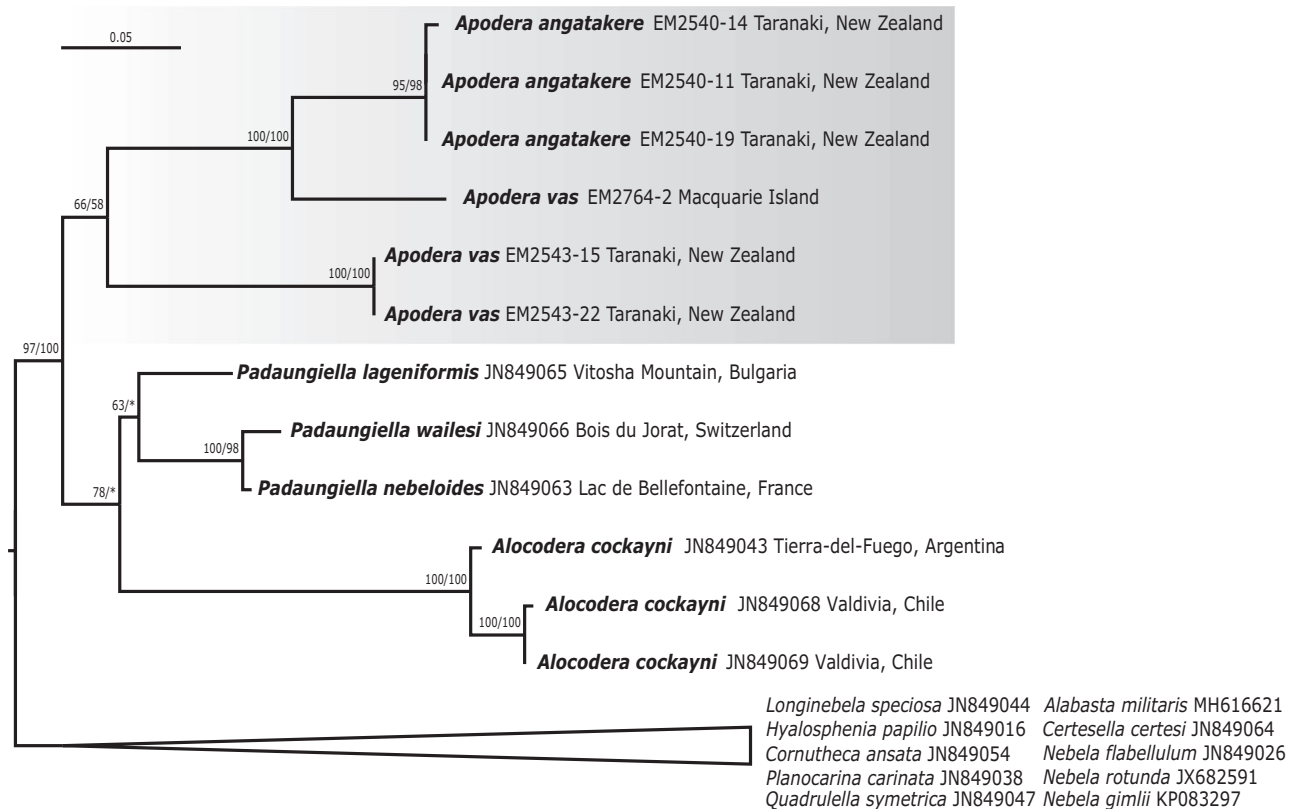 0.05
Apodera angatakere EM2540-14 Taranaki, New Zealand
95/98
Apodera angatakere EM2540-11 Taranaki, New Zealand
100/100
Apodera angatakere EM2540-19 Taranaki, New Zealand
Apodera vas EM2764-2 Macquarie Island
66/58
Apodera vas EM2543-15 Taranaki, New Zealand
100/100
Apodera vas EM2543-22 Taranaki, New Zealand
97/100
Padaungiella lageniformis JN849065 Vitosha Mountain, Bulgaria
63/*
Padaungiella wailesi JN849066 Bois du Jorat, Switzerland
100/98
Padaungiella nebeloides JN849063 Lac de Bellefontaine, France
78/*
Alocodera cockayni JN849043 Tierra-del-Fuego, Argentina
100/100
Alocodera cockayni JN849068 Valdivia, Chile
100/100
Alocodera cockayni JN849069 Valdivia, Chile
Longinebela speciosa JN849044 Alabasta militaris MH616621
Hyalosphenia papilio JN849016 Certesella certesi JN849064
Cornutheca ansata JN849054 Nebela flabellulum JN849026
Planocarina carinata JN849038 Nebela rotunda JX682591
Quadrulella symetrica JN849047 Nebela gimlii KP083297